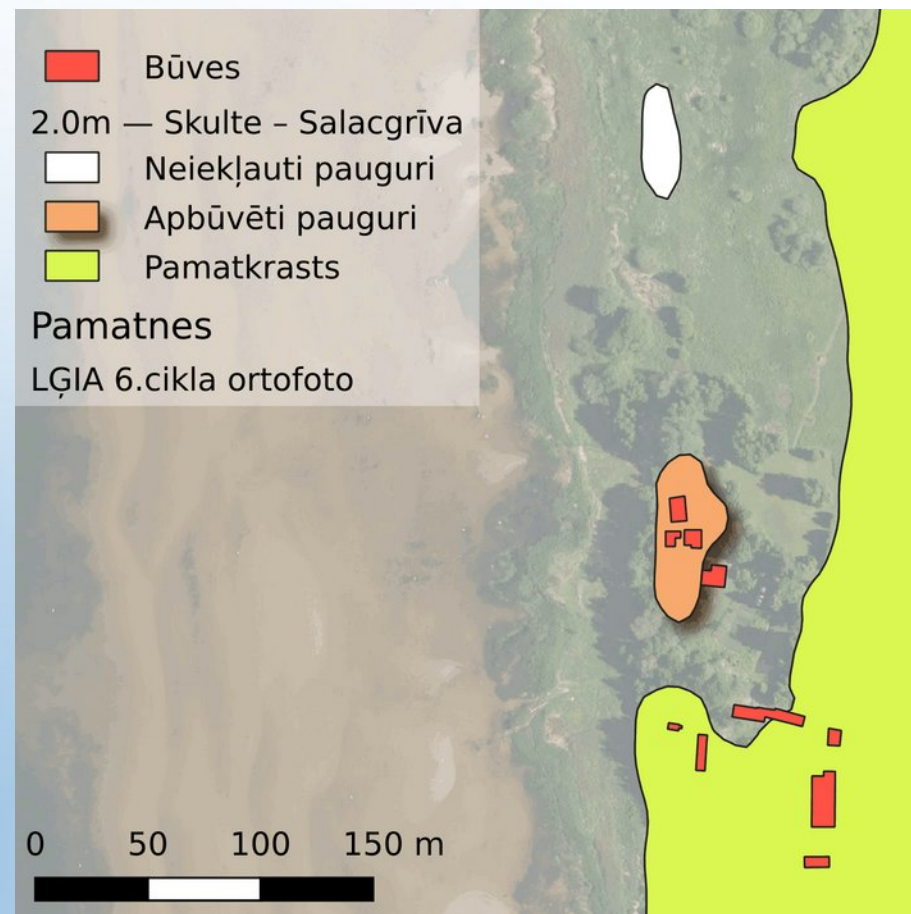 Būves
2.0m — Skulte – Salacgrīva
Neiekļauti pauguri
Apbūvēti pauguri
Pamatkrasts
Pamatnes
LĢIA 6.cikla ortofoto
0 50 100 150 m